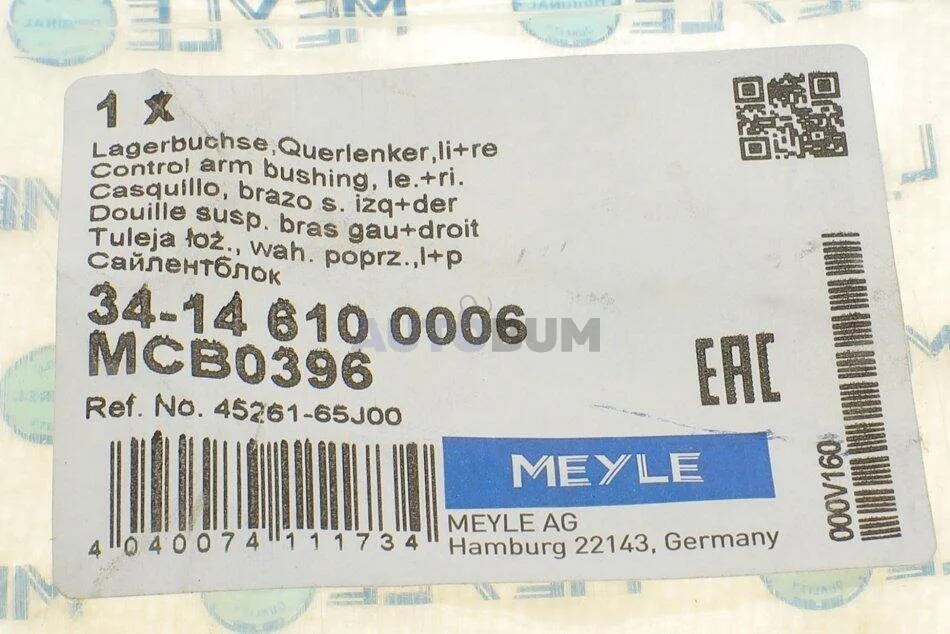 MEYLE
1 x
Lagerbuchse,Querlenker,li+re
Control arm bushing, le.+ri.
Casquillo, brazo s. izq+der
Douille susp. bras gau+droit
Tuleja łoż., wah. poprz.,l+p
Сайлентблок
34-14 610 0006
AUTOBUM
MCB0396
EAC
Ref. No. 45261-65J00
MEYLE
MEYLE AG
Hamburg 22143, Germany
4 040074 111734
000V160